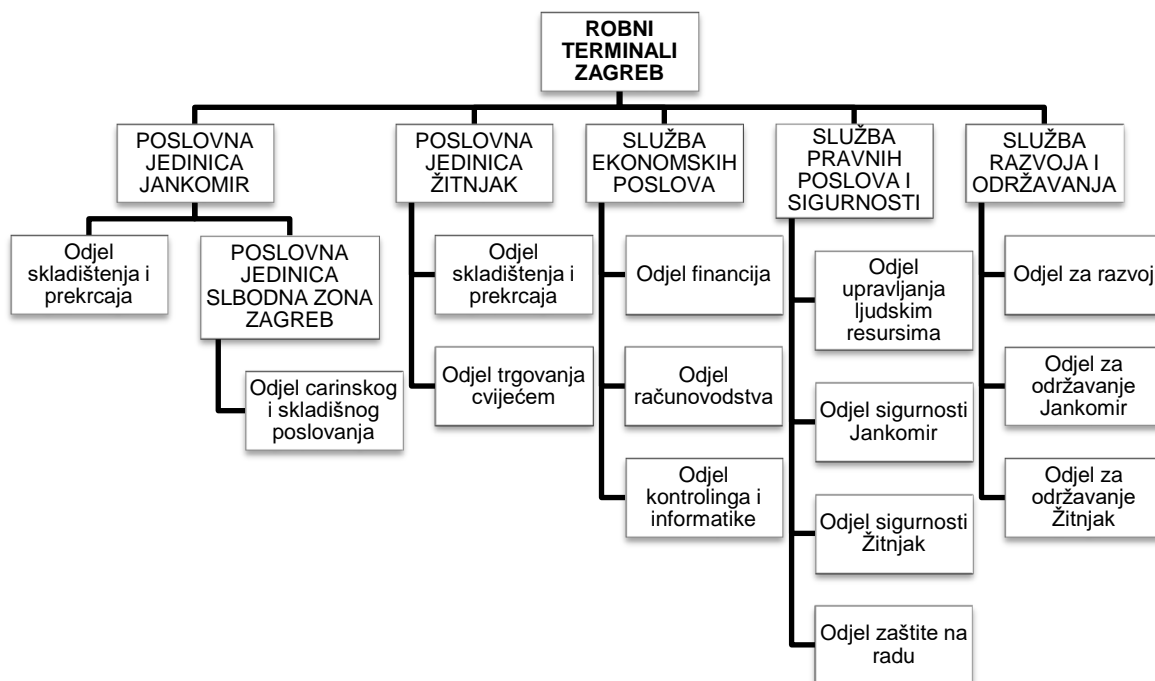 ROBNI
TERMINALI
ZAGREB
POSLOVNA
JEDINICA
JANKOMIR
POSLOVNA
JEDINICA
ŽITNJAK
SLUŽBA
EKONOMSKIH
POSLOVA
SLUŽBA
PRAVNIH
POSLOVA I
SIGURNOSTI
SLUŽBA
RAZVOJA I
ODRŽAVANJA
Odjel
skladištenja i
prekrcaja
POSLOVNA
JEDINICA
SLBODNA ZONA
ZAGREB
Odjel carinskog
i skladišnog
poslovanja
Odjel
skladištenja i
prekrcaja
Odjel trgovanja
cvijećem
Odjel financija
Odjel
računovodstva
Odjel
kontrolinga i
informatike
Odjel
upravljanja
ljudskim
resursima
Odjel sigurnosti
Jankomir
Odjel sigurnosti
Žitnjak
Odjel zaštite na
radu
Odjel za razvoj
Odjel za
održavanje
Jankomir
Odjel za
održavanje
Žitnjak